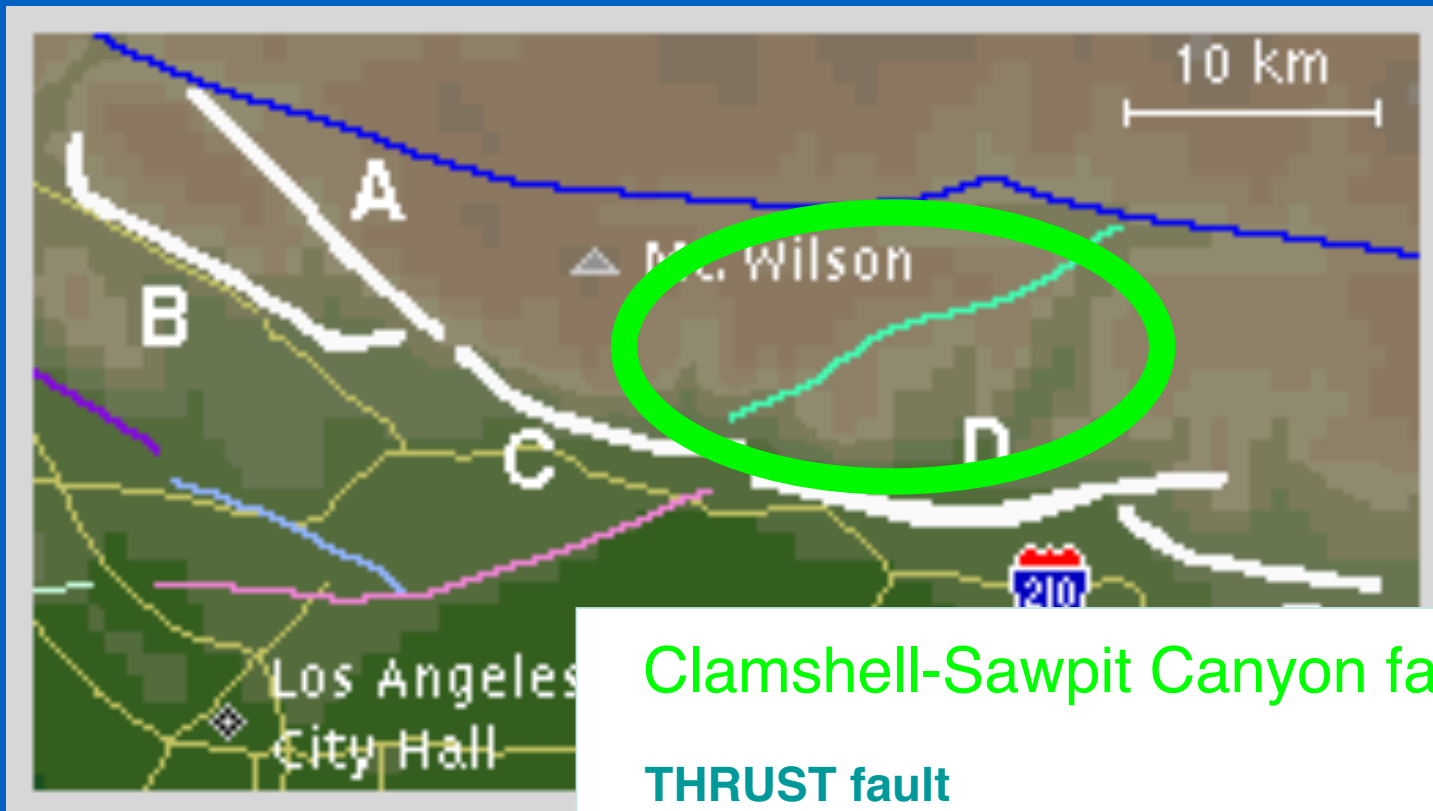 10 km
A
Mt. Wilson
B
D
C
210
Los Angeles
City Hall
Clamshell-Sawpit Canyon fa
THRUST fault